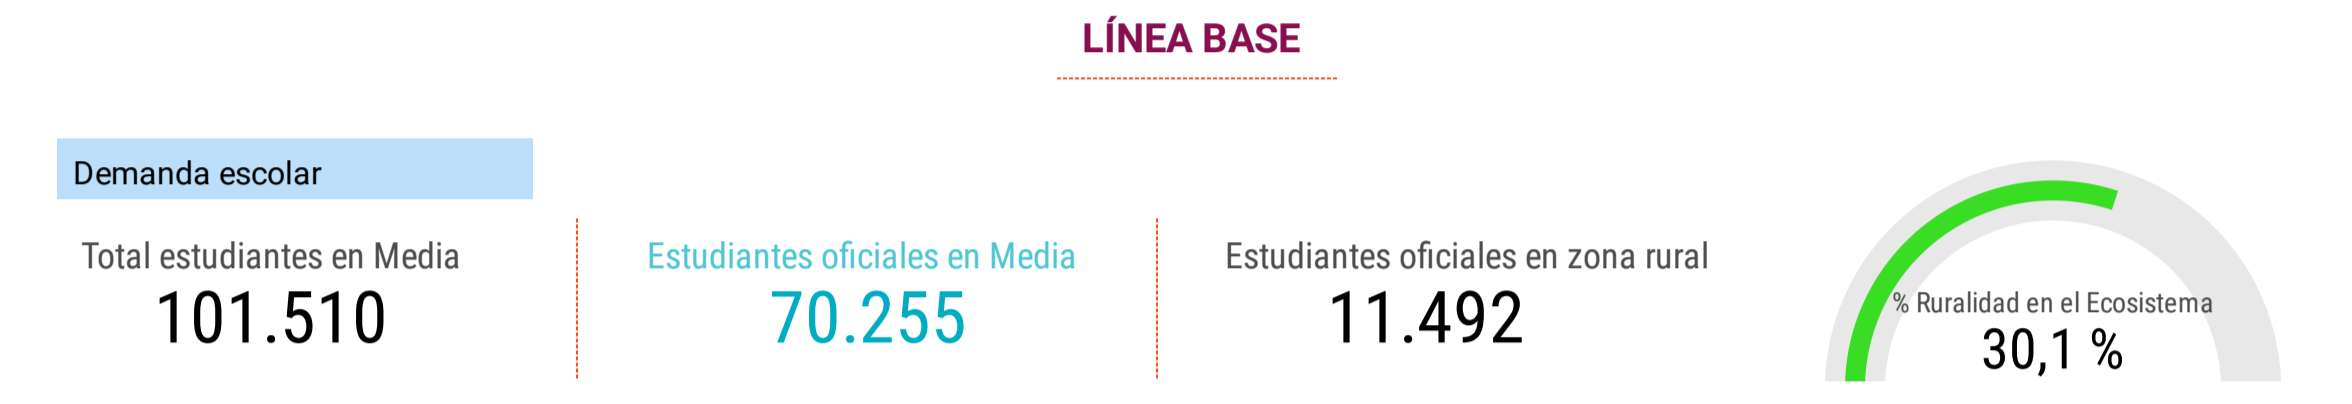 LÍNEA BASE
Demanda escolar
Total estudiantes en Media
101.510
Estudiantes oficiales en Media
70.255
Estudiantes oficiales en zona rural
11.492
% Ruralidad en el Ecosistema
30,1 %